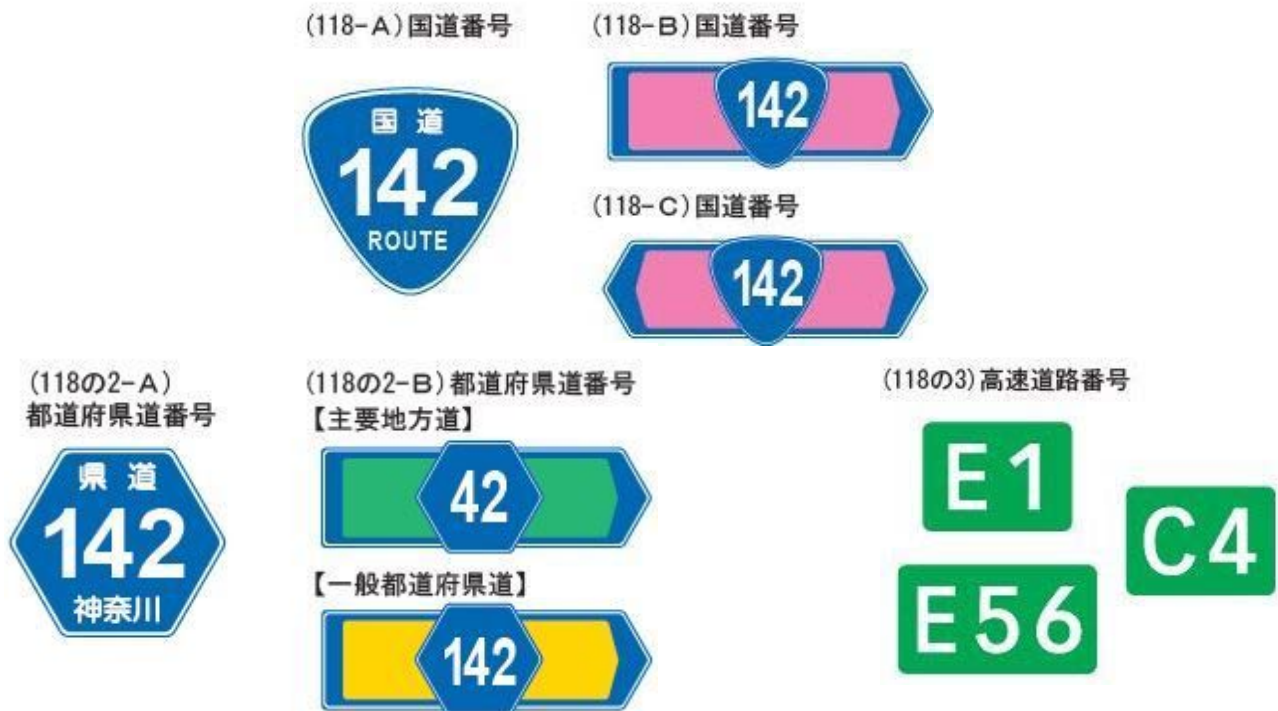 (118-A)国道番号
国道
142
ROUTE
(118-B)国道番号
142
(118-C)国道番号
142
(118の2-A)
都道府県道番号
県道
142
神奈川
(118の2-B)都道府県道番号
【主要地方道】
42
【一般都道府県道】
142
(118の3)高速道路番号
E1
C4
E56